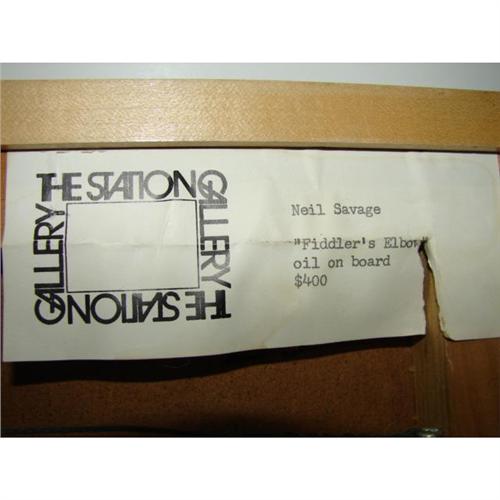 THE STATION
GALLERY
THE STATION
GALLERY
Neil Savage
"Fiddler's Elbow"
oil on board
$400